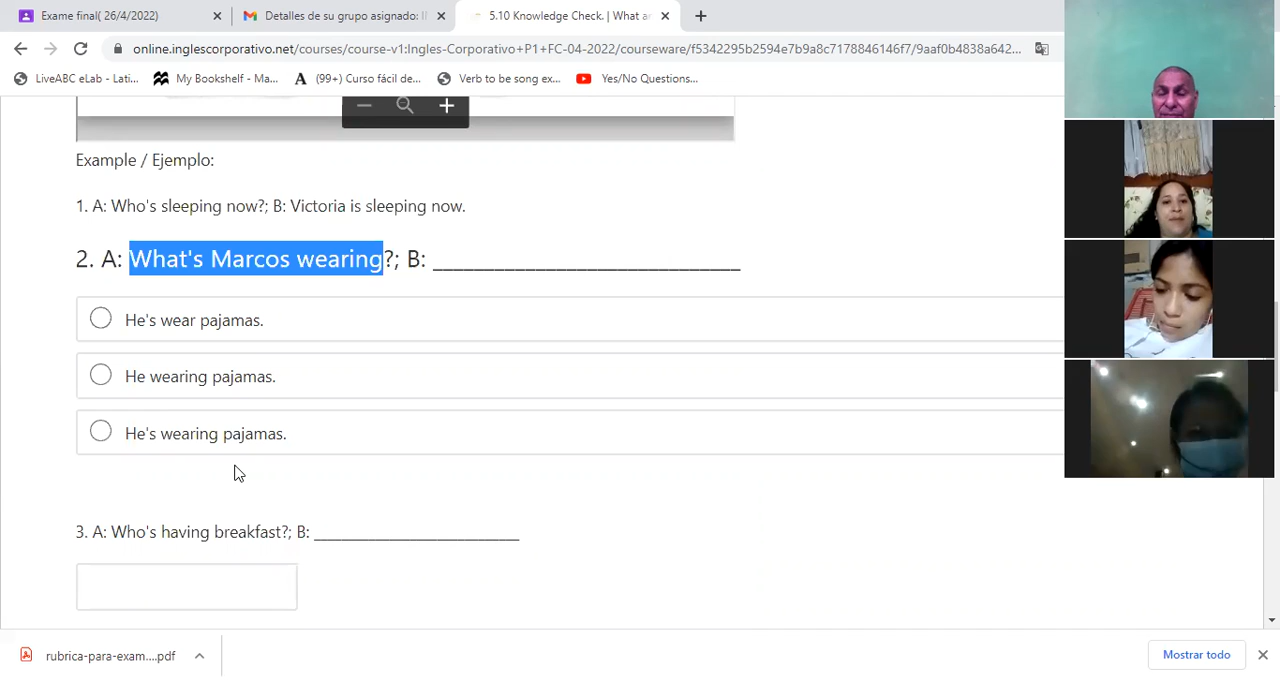 Exame final( 26/4/2022)
Detalles de su grupo asignado: I
5.10 Knowledge Check. | What a
online.inglescorporativo.net/courses/course-v1:Ingles-Corporativo+P1+FC-04-2022/courseware/f5342295b2594e7b9a8c7178846146f7/9aaf0b4838a642...
LiveABC eLab - Lati... My Bookshelf - Ma... (99+) Curso fácil de... Verb to be song ex... Yes/No Questions...
Example / Ejemplo:
1. A: Who's sleeping now?; B: Victoria is sleeping now.
2. A: What's Marcos wearing?; B: ______________________________
He's wear pajamas.
He wearing pajamas.
He's wearing pajamas.
3. A: Who's having breakfast?; B: ________________________
rubrica-para-exam....pdf
Mostrar todo